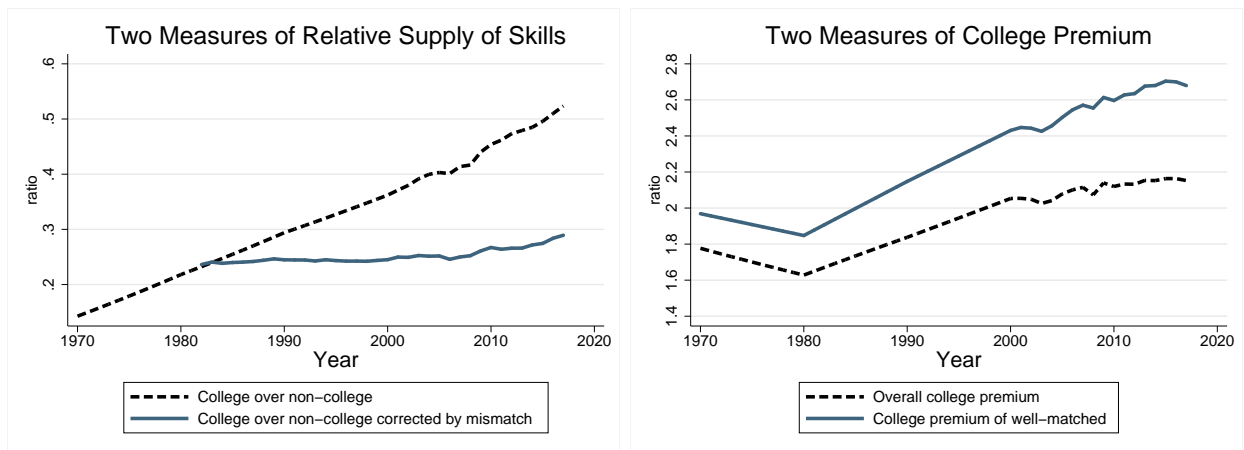 Two Measures of Relative Supply of Skills
ratio
.6
.5
.4
.3
.2
1970 1980 1990 2000 2010 2020
Year
College over non−college
College over non−college corrected by mismatch
Two Measures of College Premium
ratio
2.8
2.6
2.4
2.2
2
1.8
1.6
1.4
1970 1980 1990 2000 2010 2020
Year
Overall college premium
College premium of well−matched